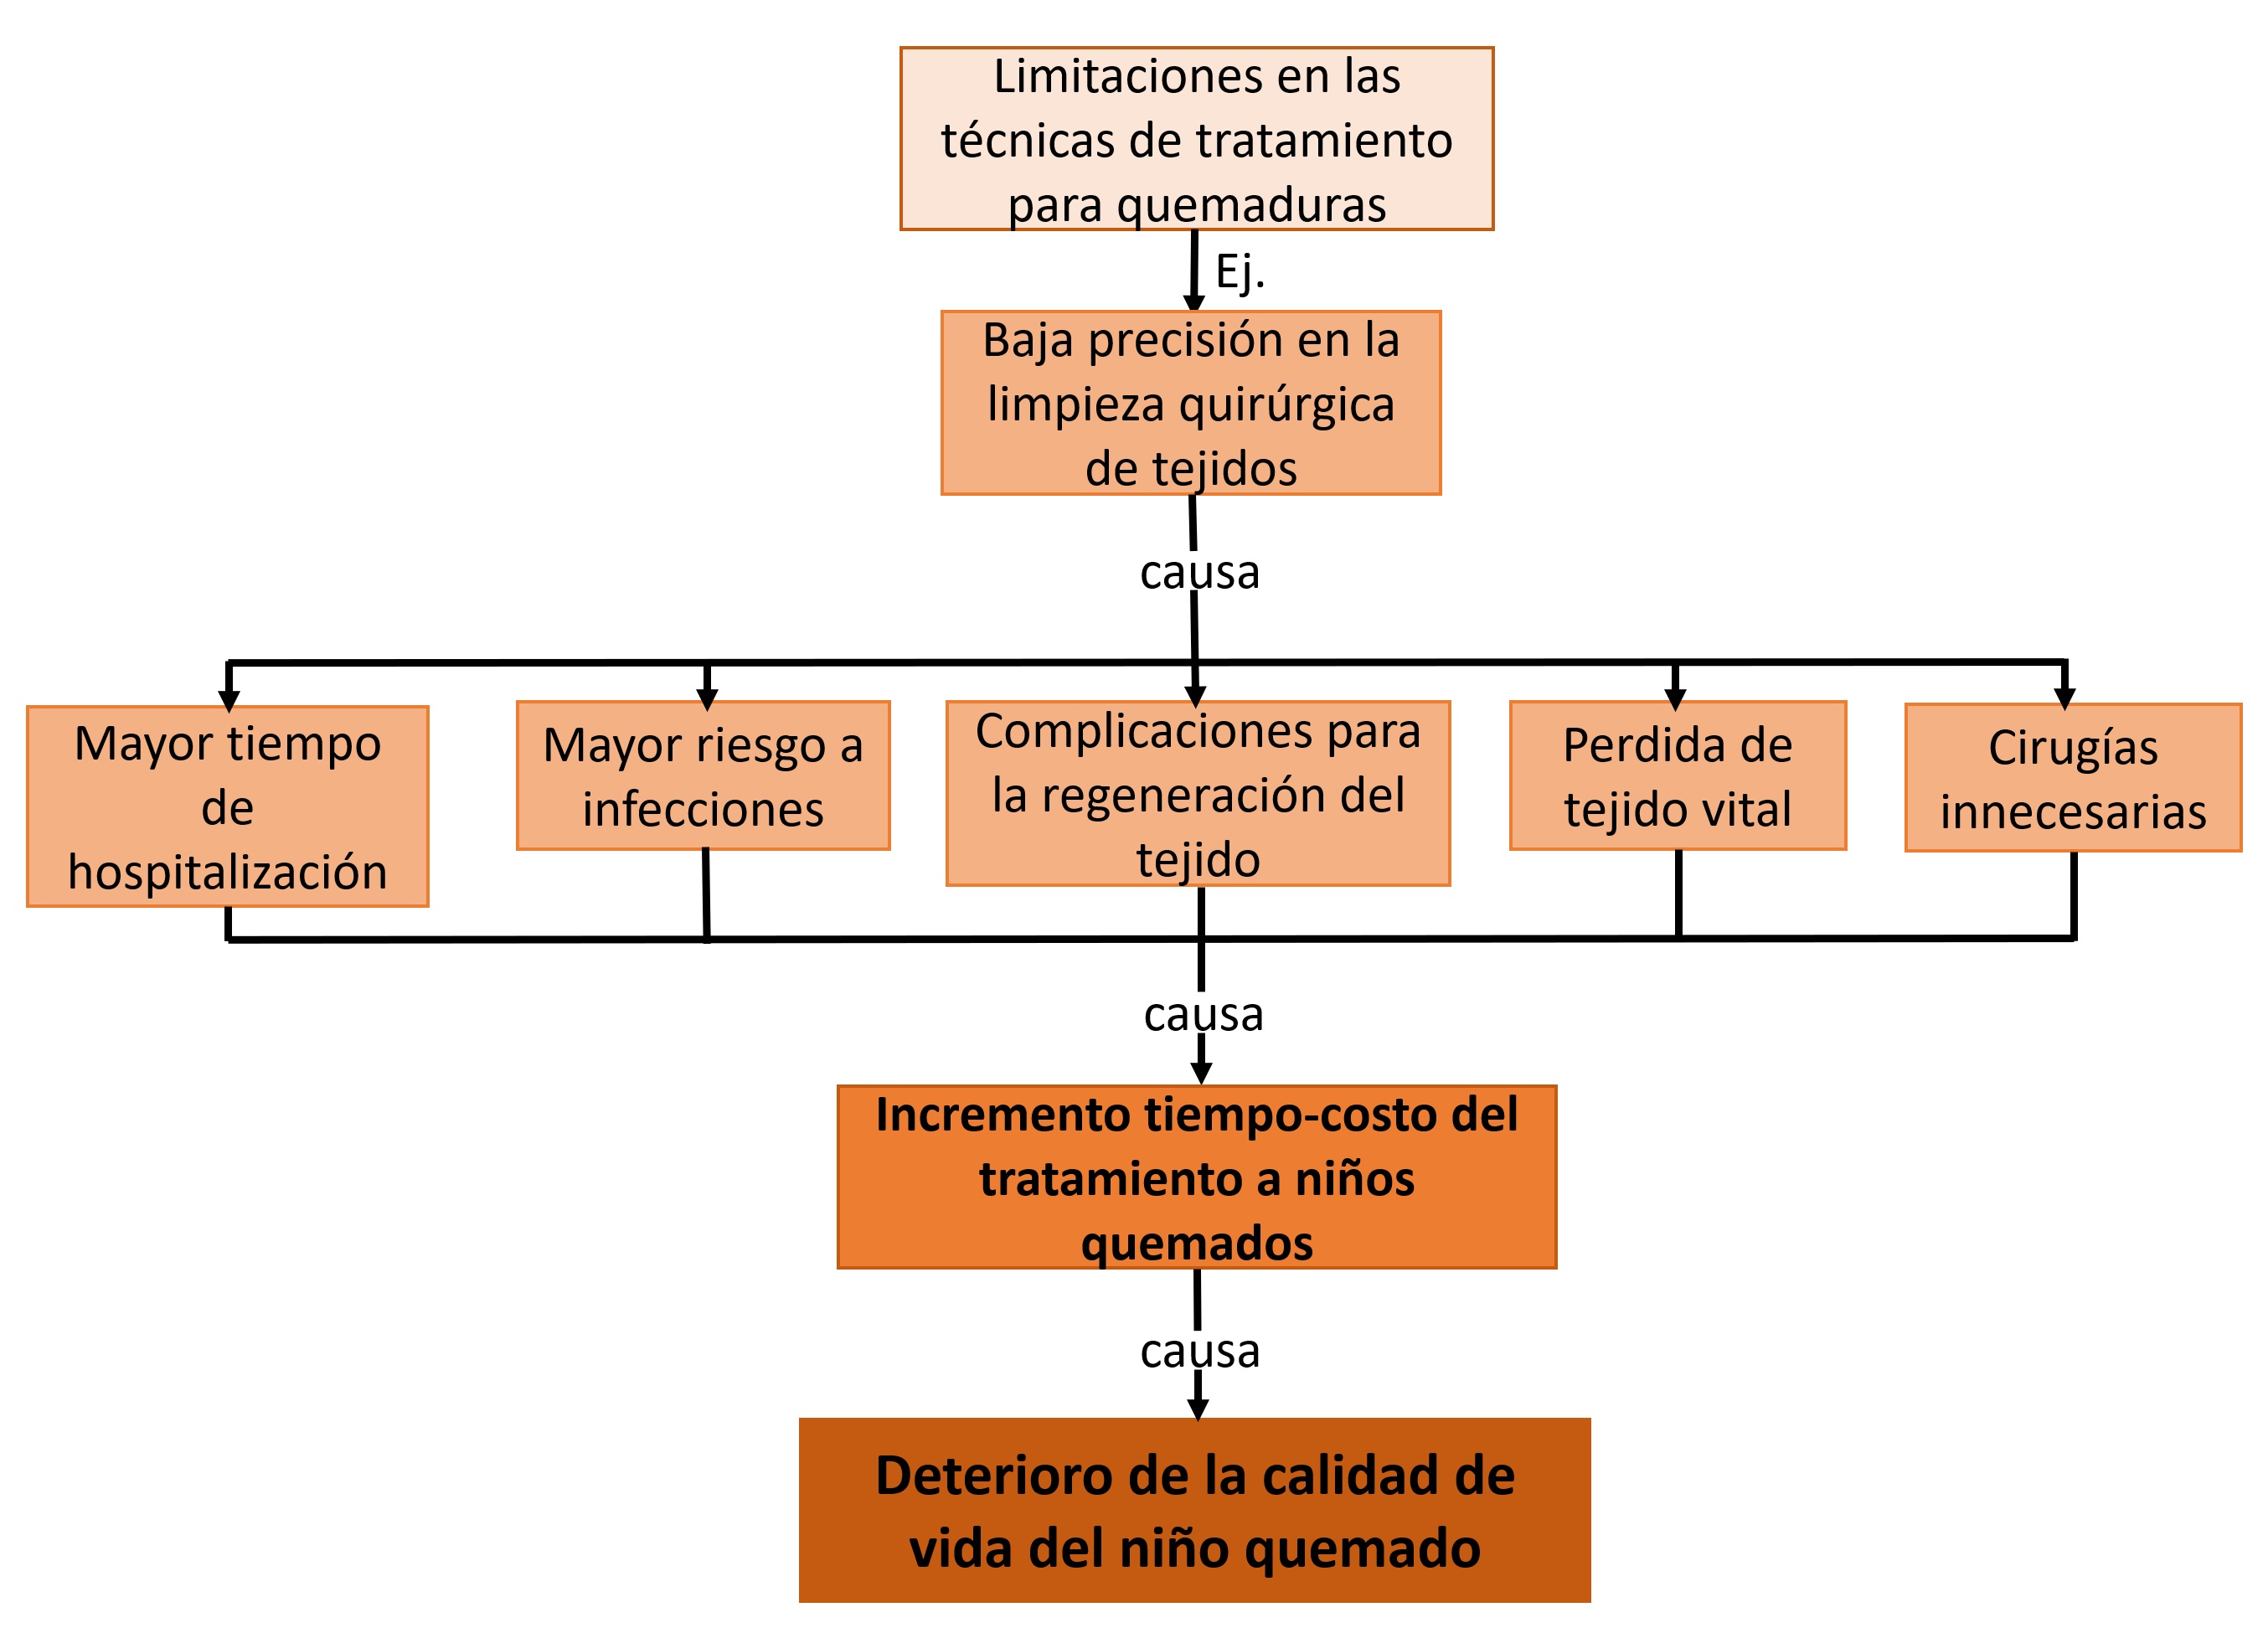 Limitaciones en las
técnicas de tratamiento
para quemaduras
Ej.
Baja precisión en la
limpieza quirúrgica
de tejidos
causa
Mayor tiempo
de
hospitalización
Mayor riesgo a
infecciones
Complicaciones para
la regeneración del
tejido
Perdida de
tejido vital
Cirugías
innecesarias
causa
Incremento tiempo-costo del
tratamiento a niños
quemados
causa
Deterioro de la calidad de
vida del niño quemado